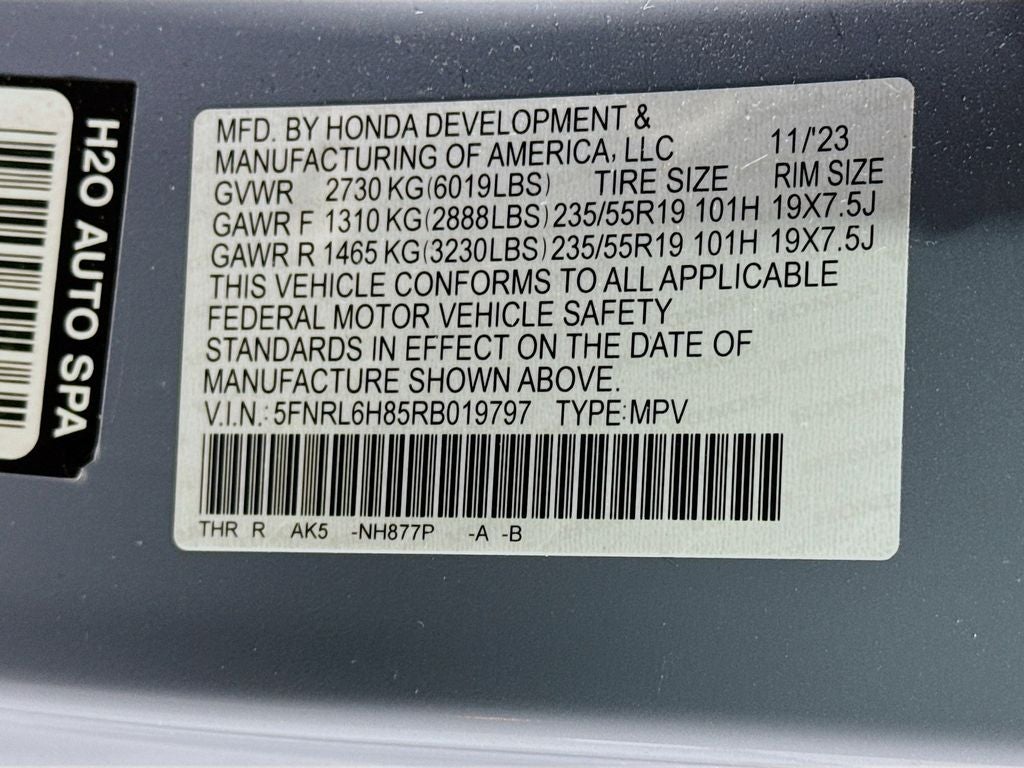 H2O AUTO SPA
MFD. BY HONDA DEVELOPMENT &
MANUFACTURING OF AMERICA, LLC 11/'23
GVWR 2730 KG(6019LBS) TIRE SIZE RIM SIZE
GAWR F 1310 KG(2888LBS) 235/55R19 101H 19X7.5J
GAWR R 1465 KG(3230LBS) 235/55R19 101H 19X7.5J
THIS VEHICLE CONFORMS TO ALL APPLICABLE
FEDERAL MOTOR VEHICLE SAFETY
STANDARDS IN EFFECT ON THE DATE OF
MANUFACTURE SHOWN ABOVE.
V.I.N.: 5FNRL6H85RB019797 TYPE:MPV
THR R AK5 -NH877P -A -B